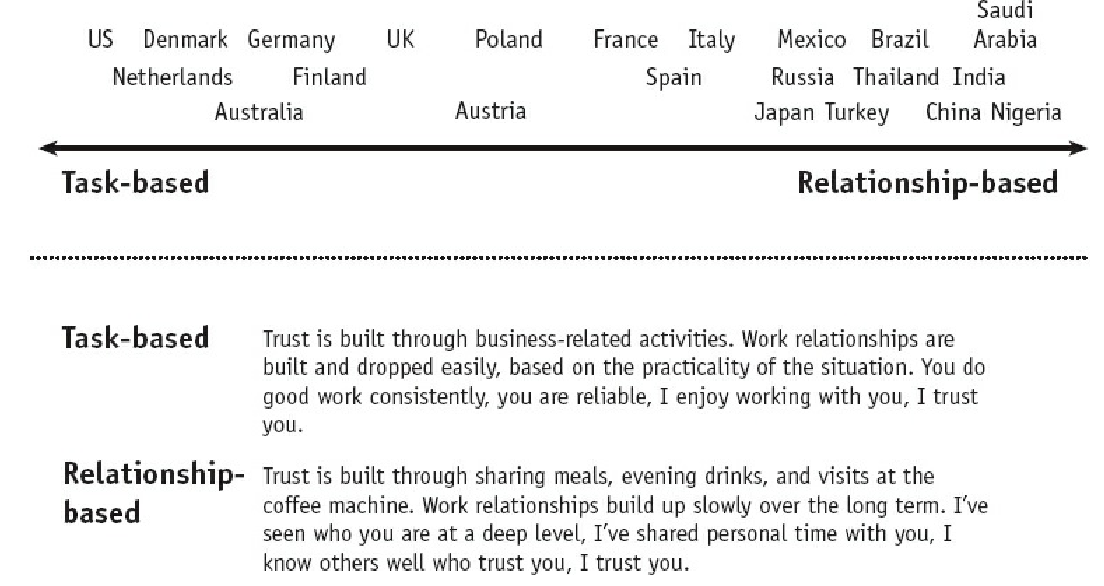 Saudi
US Denmark Germany UK Poland France Italy Mexico Brazil Arabia
Netherlands Finland Spain Russia Thailand India
Australia Austria Japan Turkey China Nigeria
Task-based Relationship-based
Task-based Trust is built through business-related activities. Work relationships are
built and dropped easily, based on the practicality of the situation. You do
good work consistently, you are reliable, I enjoy working with you, I trust
you.
Relationship- Trust is built through sharing meals, evening drinks, and visits at the
based coffee machine. Work relationships build up slowly over the long term. I’ve
seen who you are at a deep level, I’ve shared personal time with you, I
know others well who trust you, I trust you.